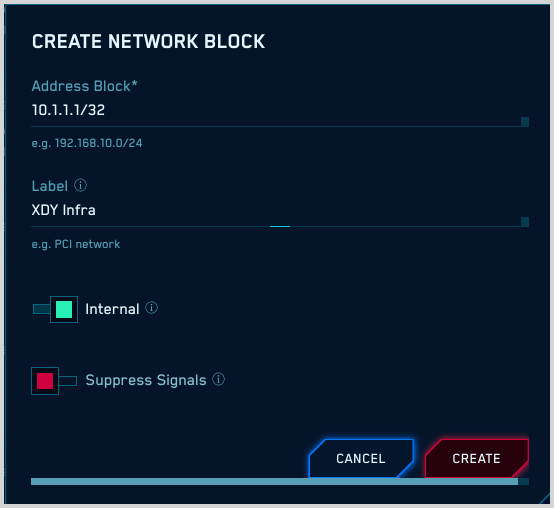 CREATE NETWORK BLOCK
Address Block*
10.1.1.1/32
e.g. 192.168.10.0/24
Label ⓘ
XDY Infra
e.g. PCI network
Internal ⓘ
Suppress Signals ⓘ
CANCEL CREATE